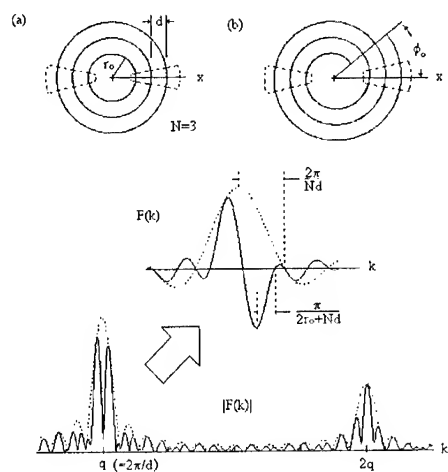 (a)
(b)
r₀
d
x
N=3
ϕ₀
x
F(k)
2π
Nd
k
π
2r₀+Nd
|F(k)|
k
q (=2π/d)
2q